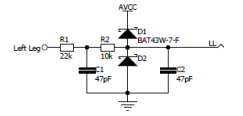 AVCC
R1
R2
D1
Left Leg
BAT43W-7-F
LL
22k
10k
D2
C1
C2
47pF
47pF